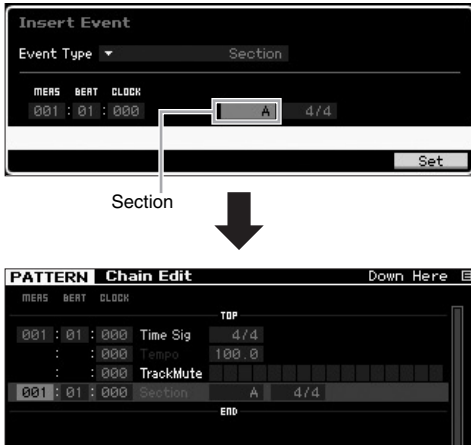 Insert Event
Event Type ▼ Section
MEAS BEAT CLOCK
001 : 01 : 000 A 4/4
Set
Section
PATTERN Chain Edit Down Here
MEAS BEAT CLOCK
TOP
001 : 01 : 000 Time Sig 4/4
: : 000 Tempo 100.0
: : 000 TrackMute
001 : 01 : 000 Section A 4/4
END